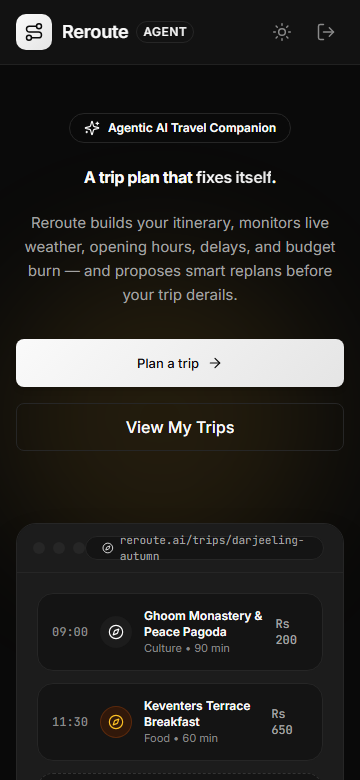 Reroute AGENT
Agentic AI Travel Companion
A trip plan that fixes itself.
Reroute builds your itinerary, monitors live
weather, opening hours, delays, and budget
burn — and proposes smart replans before
your trip derails.
Plan a trip →
View My Trips
reroute.ai/trips/darjeeling-
autumn
09:00
Ghoom Monastery &
Peace Pagoda
Culture • 90 min
Rs
200
11:30
Keventers Terrace
Breakfast
Food • 60 min
Rs
650